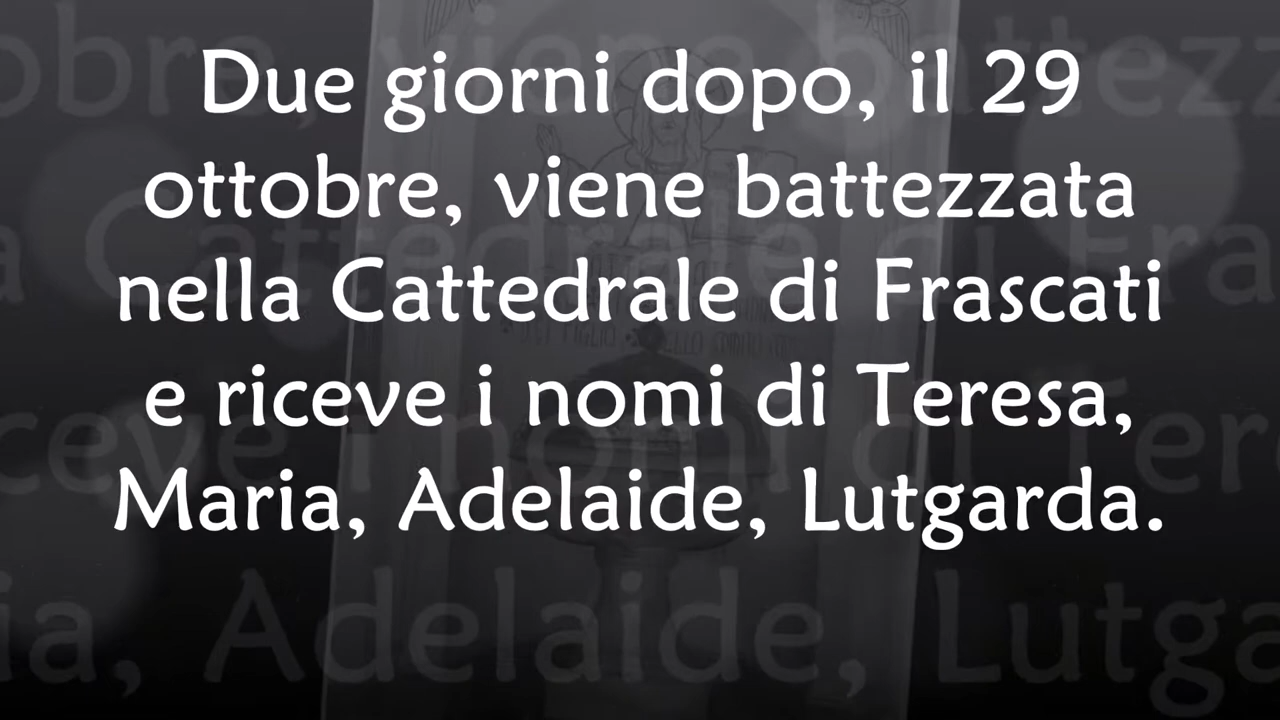 Due giorni dopo, il 29
ottobre, viene battezzata
nella Cattedrale di Frascati
e riceve i nomi di Teresa,
Maria, Adelaide, Lutgarda.